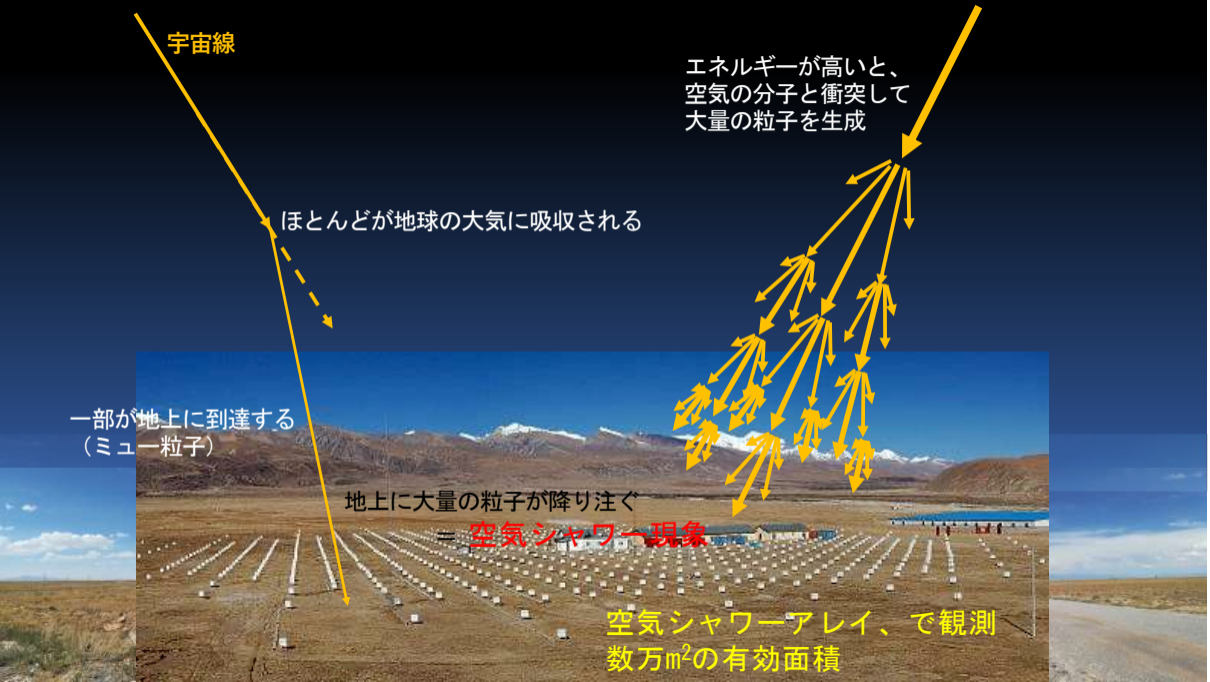 宇宙線
エネルギーが高いと、
空気の分子と衝突して
大量の粒子を生成
ほとんどが地球の大気に吸収される
一部が地上に到達する
（ミュー粒子）
地上に大量の粒子が降り注ぐ
＝ 空気シャワー現象
空気シャワーアレイ、で観測
数万m²の有効面積